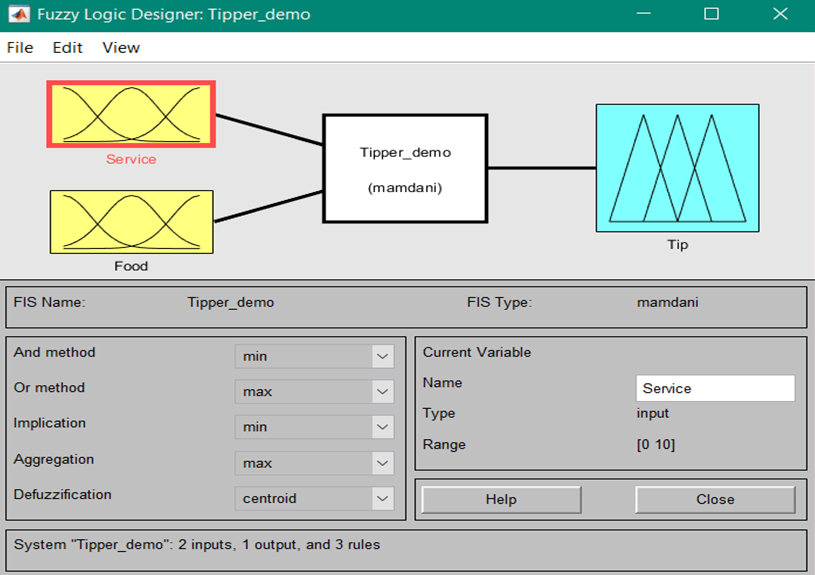 Fuzzy Logic Designer: Tipper_demo
File Edit View
Service
Food
Tipper_demo
(mamdani)
Tip
FIS Name: Tipper_demo FIS Type: mamdani
And method min
Or method max
Implication min
Aggregation max
Defuzzification centroid
Current Variable
Name Service
Type input
Range [0 10]
Help Close
System "Tipper_demo": 2 inputs, 1 output, and 3 rules